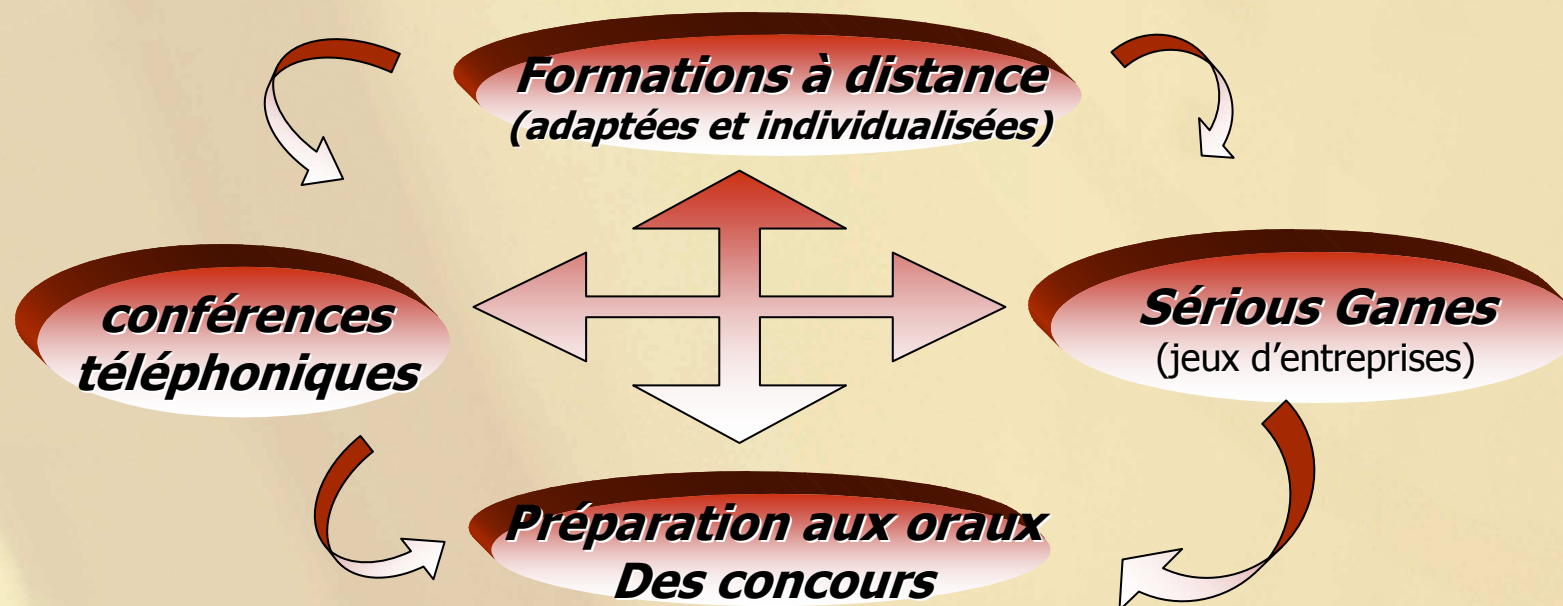 Formations à distance
(adaptées et individualisées)
conférences
téléphoniques
Sérious Games
(jeux d’entreprises)
Préparation aux oraux
Des concours